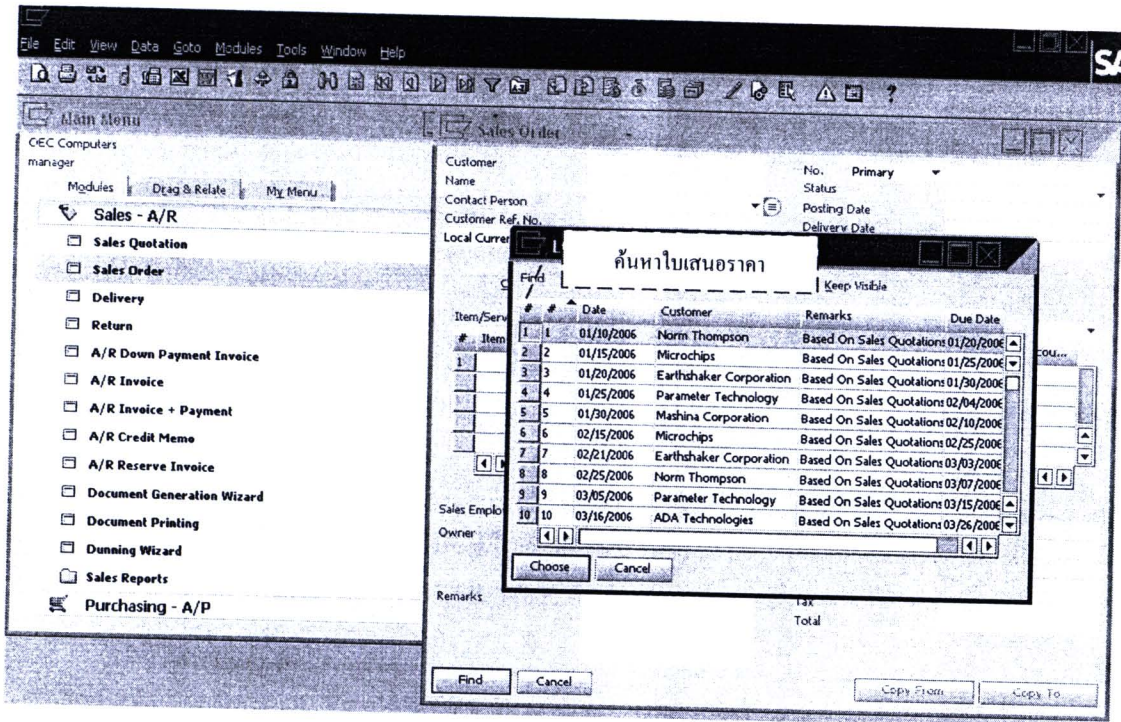 File Edit View Data Goto Modules Tools Window Help
SA
Main Menu
OEC Computers
manager
Modules Drag & Relate My Menu
Sales - A/R
Sales Quotation
Sales Order
Delivery
Return
A/R Down Payment Invoice
A/R Invoice
A/R Invoice + Payment
A/R Credit Memo
A/R Reserve Invoice
Document Generation Wizard
Document Printing
Dunning Wizard
Sales Reports
Purchasing - A/P
Sales Order
Customer
Name
Contact Person
Customer Ref. No.
Local Curre
No. Primary
Status
Posting Date
Delivery Date
Item/Serv
# Item
1
cou...
Sales Emplo
Owner
Remarks
Tax
Total
Find Cancel
Copy From Copy To
L
ค้นหาใบเสนอราคา
Find
Keep Visible
# # Date Customer Remarks Due Date
1 1 01/10/2006 Norm Thompson Based On Sales Quotations 01/20/2006
2 2 01/15/2006 Microchips Based On Sales Quotations 01/25/2006
3 3 01/20/2006 Earthshaker Corporation Based On Sales Quotations 01/30/2006
4 4 01/25/2006 Parameter Technology Based On Sales Quotations 02/04/2006
5 5 01/30/2006 Mashina Corporation Based On Sales Quotations 02/10/2006
6 6 02/15/2006 Microchips Based On Sales Quotations 02/25/2006
7 7 02/21/2006 Earthshaker Corporation Based On Sales Quotations 03/03/2006
8 8 02/25/2006 Norm Thompson Based On Sales Quotations 03/07/2006
9 9 03/05/2006 Parameter Technology Based On Sales Quotations 03/15/2006
10 10 03/16/2006 ADA Technologies Based On Sales Quotations 03/26/2006
Choose Cancel